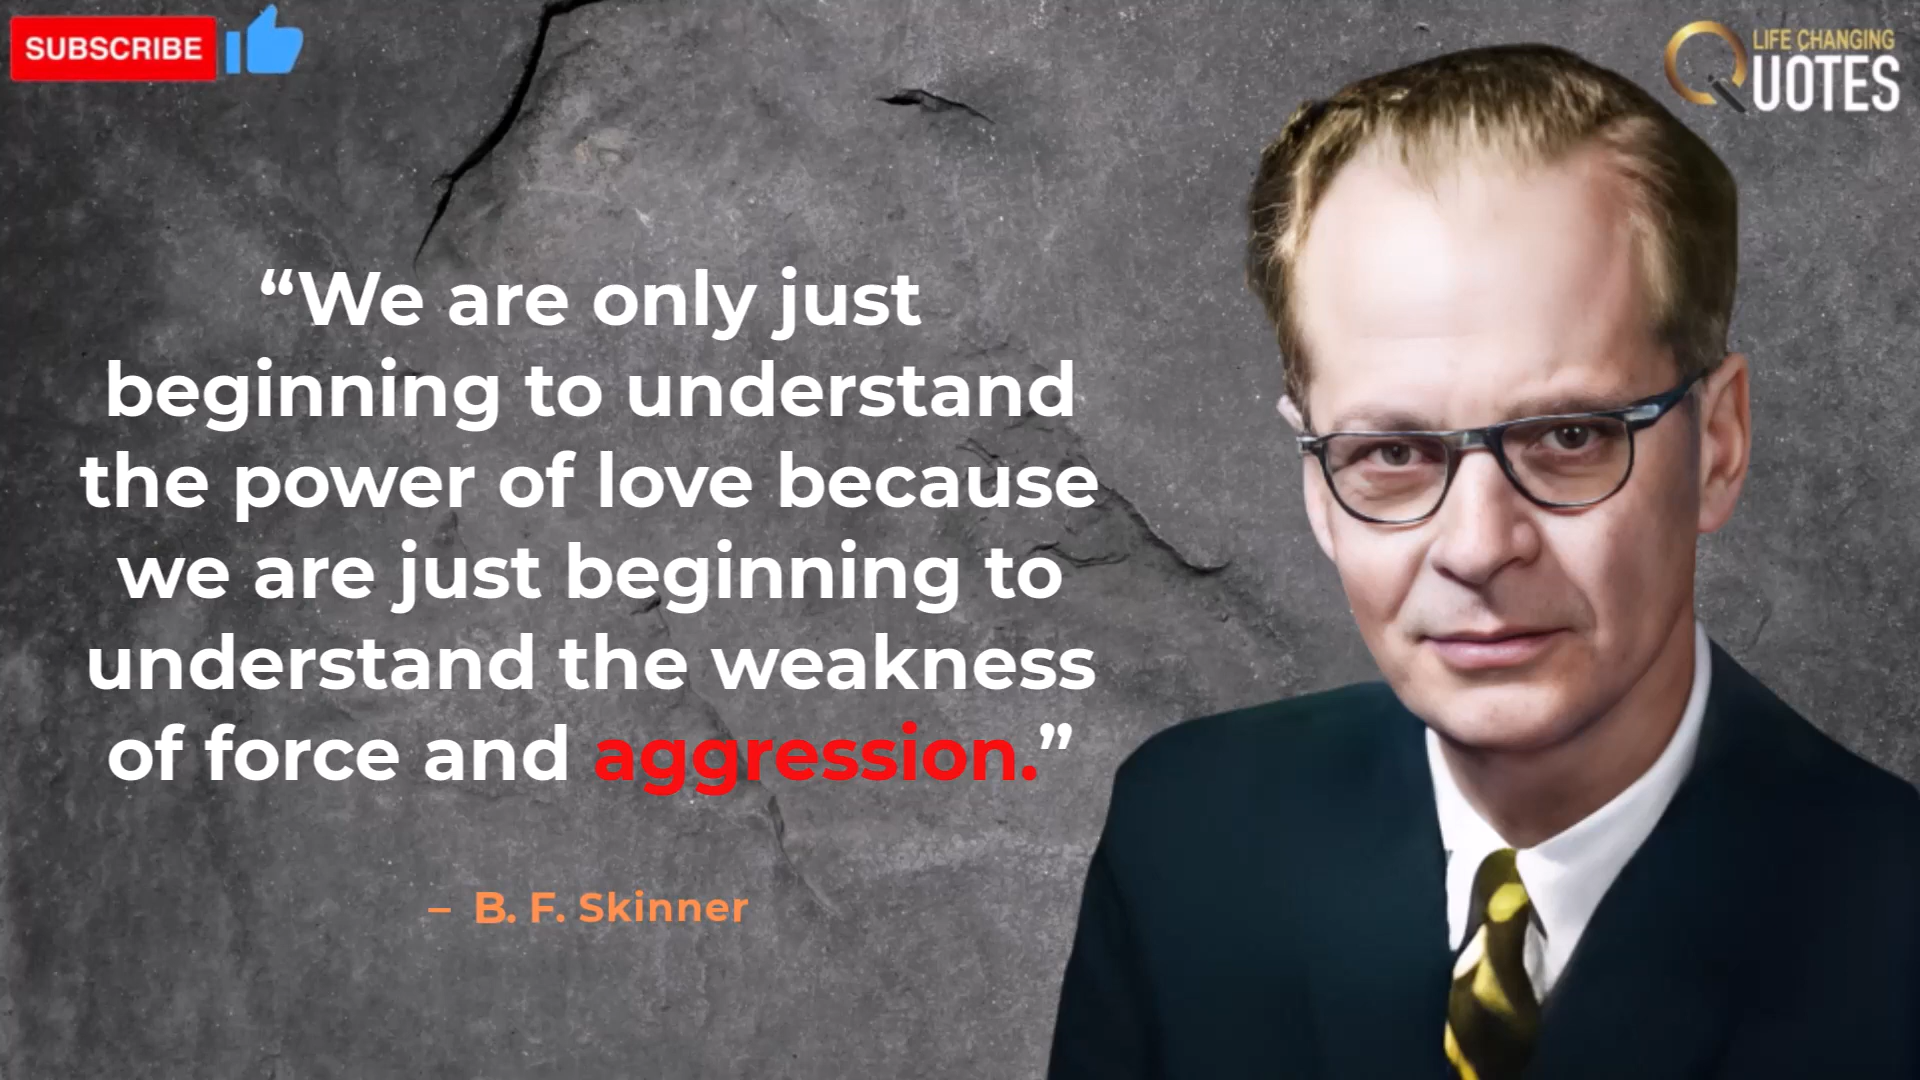 SUBSCRIBE
LIFE CHANGING
QUOTES
“We are only just
beginning to understand
the power of love because
we are just beginning to
understand the weakness
of force and aggression.”
– B. F. Skinner